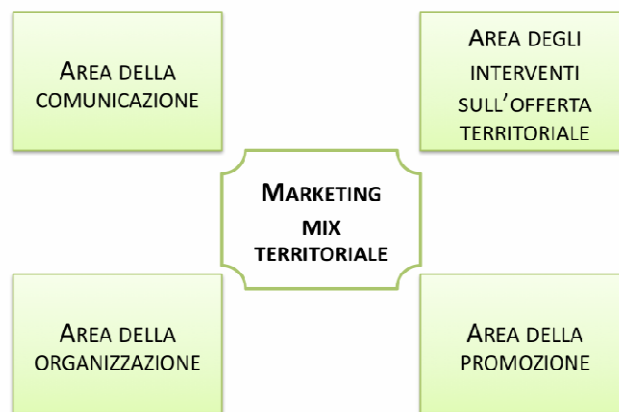 AREA DELLA
COMUNICAZIONE
AREA DEGLI
INTERVENTI
SULL'OFFERTA
TERRITORIALE
MARKETING
MIX
TERRITORIALE
AREA DELLA
ORGANIZZAZIONE
AREA DELLA
PROMOZIONE